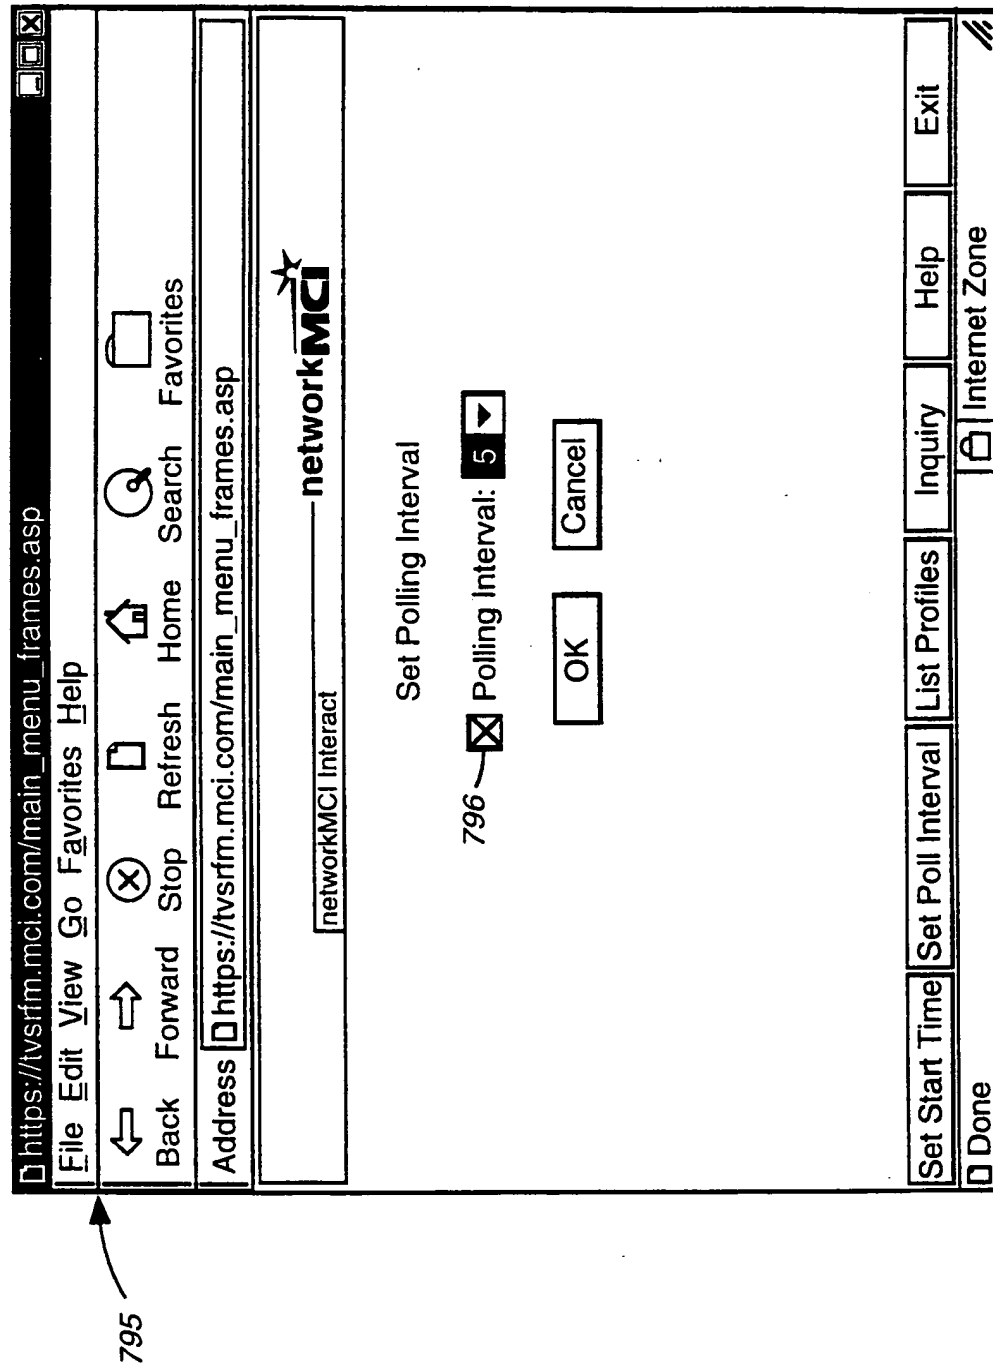 https://tvsrfm.mci.com/main_menu_frames.asp
File Edit View Go Favorites Help
Back Forward Stop Refresh Home Search Favorites
Address https://tvsrfm.mci.com/main_menu_frames.asp
networkMCI
networkMCI Interact
Set Polling Interval
Polling Interval: 5
OK Cancel
Set Start Time Set Poll Interval List Profiles Inquiry Help Exit
Done Internet Zone
795
796